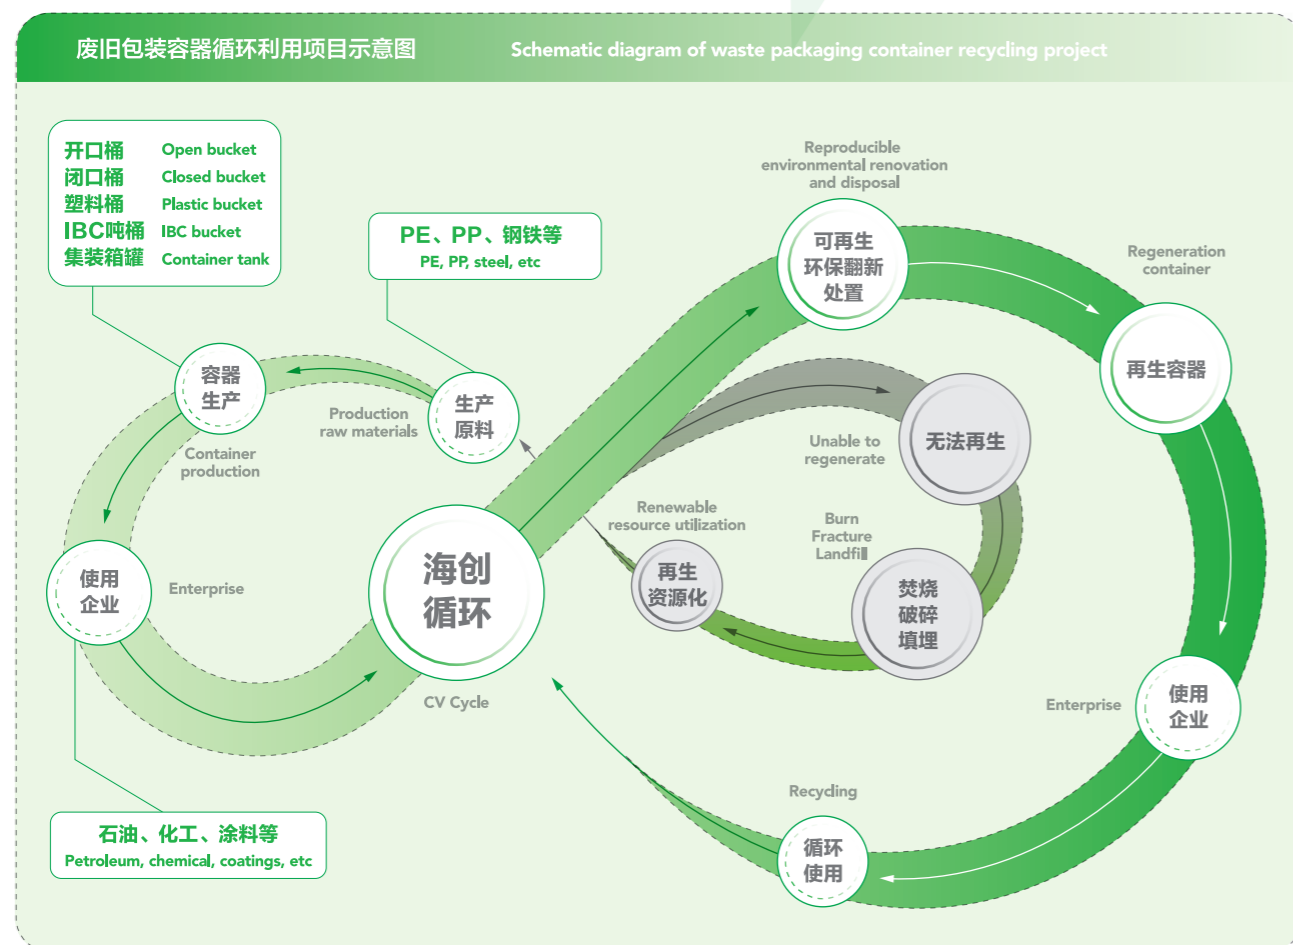 废旧包装容器循环利用项目示意图
Schematic diagram of waste packaging container recycling project
开口桶 Open bucket
闭口桶 Closed bucket
塑料桶 Plastic bucket
IBC吨桶 IBC bucket
集装箱罐 Container tank
PE、PP、钢铁等
PE, PP, steel, etc
Reproducible
environmental renovation
and disposal
可再生
环保翻新
处置
Regeneration
container
再生容器
容器
生产
Container
production
生产
原料
Production
raw materials
无法再生
Unable to
regenerate
Renewable
resource utilization
再生
资源化
Burn
Fracture
Landfill
焚烧
破碎
填埋
海创
循环
CV Cycle
使用
企业
Enterprise
使用
企业
Enterprise
Recycling
循环
使用
石油、化工、涂料等
Petroleum, chemical, coatings, etc